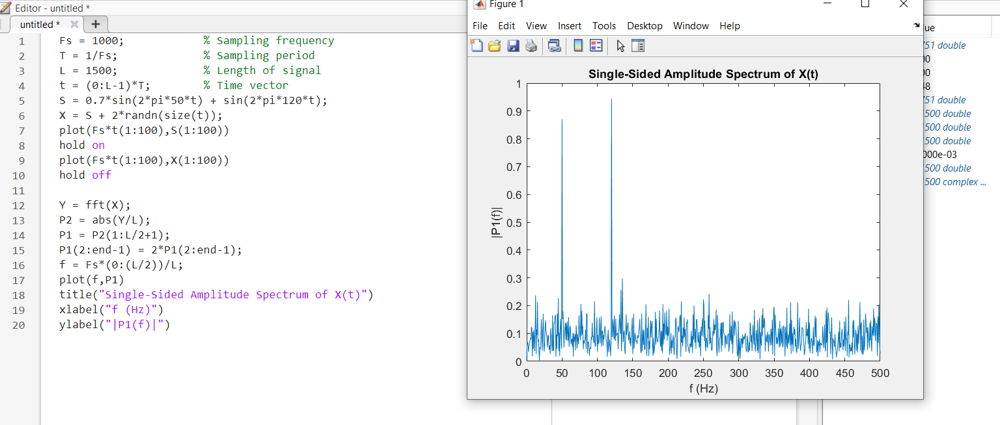 Editor - untitled *
untitled *
+
1 Fs = 1000; % Sampling frequency
2 T = 1/Fs; % Sampling period
3 L = 1500; % Length of signal
4 t = (0:L-1)*T; % Time vector
5 S = 0.7*sin(2*pi*50*t) + sin(2*pi*120*t);
6 X = S + 2*randn(size(t));
7 plot(Fs*t(1:100),S(1:100))
8 hold on
9 plot(Fs*t(1:100),X(1:100))
10 hold off
11
12 Y = fft(X);
13 P2 = abs(Y/L);
14 P1 = P2(1:L/2+1);
15 P1(2:end-1) = 2*P1(2:end-1);
16 f = Fs*(0:(L/2))/L;
17 plot(f,P1)
18 title("Single-Sided Amplitude Spectrum of X(t)")
19 xlabel("f (Hz)")
20 ylabel("|P1(f)|")
Figure 1
File Edit View Insert Tools Desktop Window Help
Single-Sided Amplitude Spectrum of X(t)
1
0.9
0.8
0.7
0.6
0.5
0.4
0.3
0.2
0.1
0
|P1(f)|
0 50 100 150 200 250 300 350 400 450 500
f (Hz)
ue
751 double
00
00
48
751 double
500 double
500 double
500 double
000e-03
500 double
500 complex ...